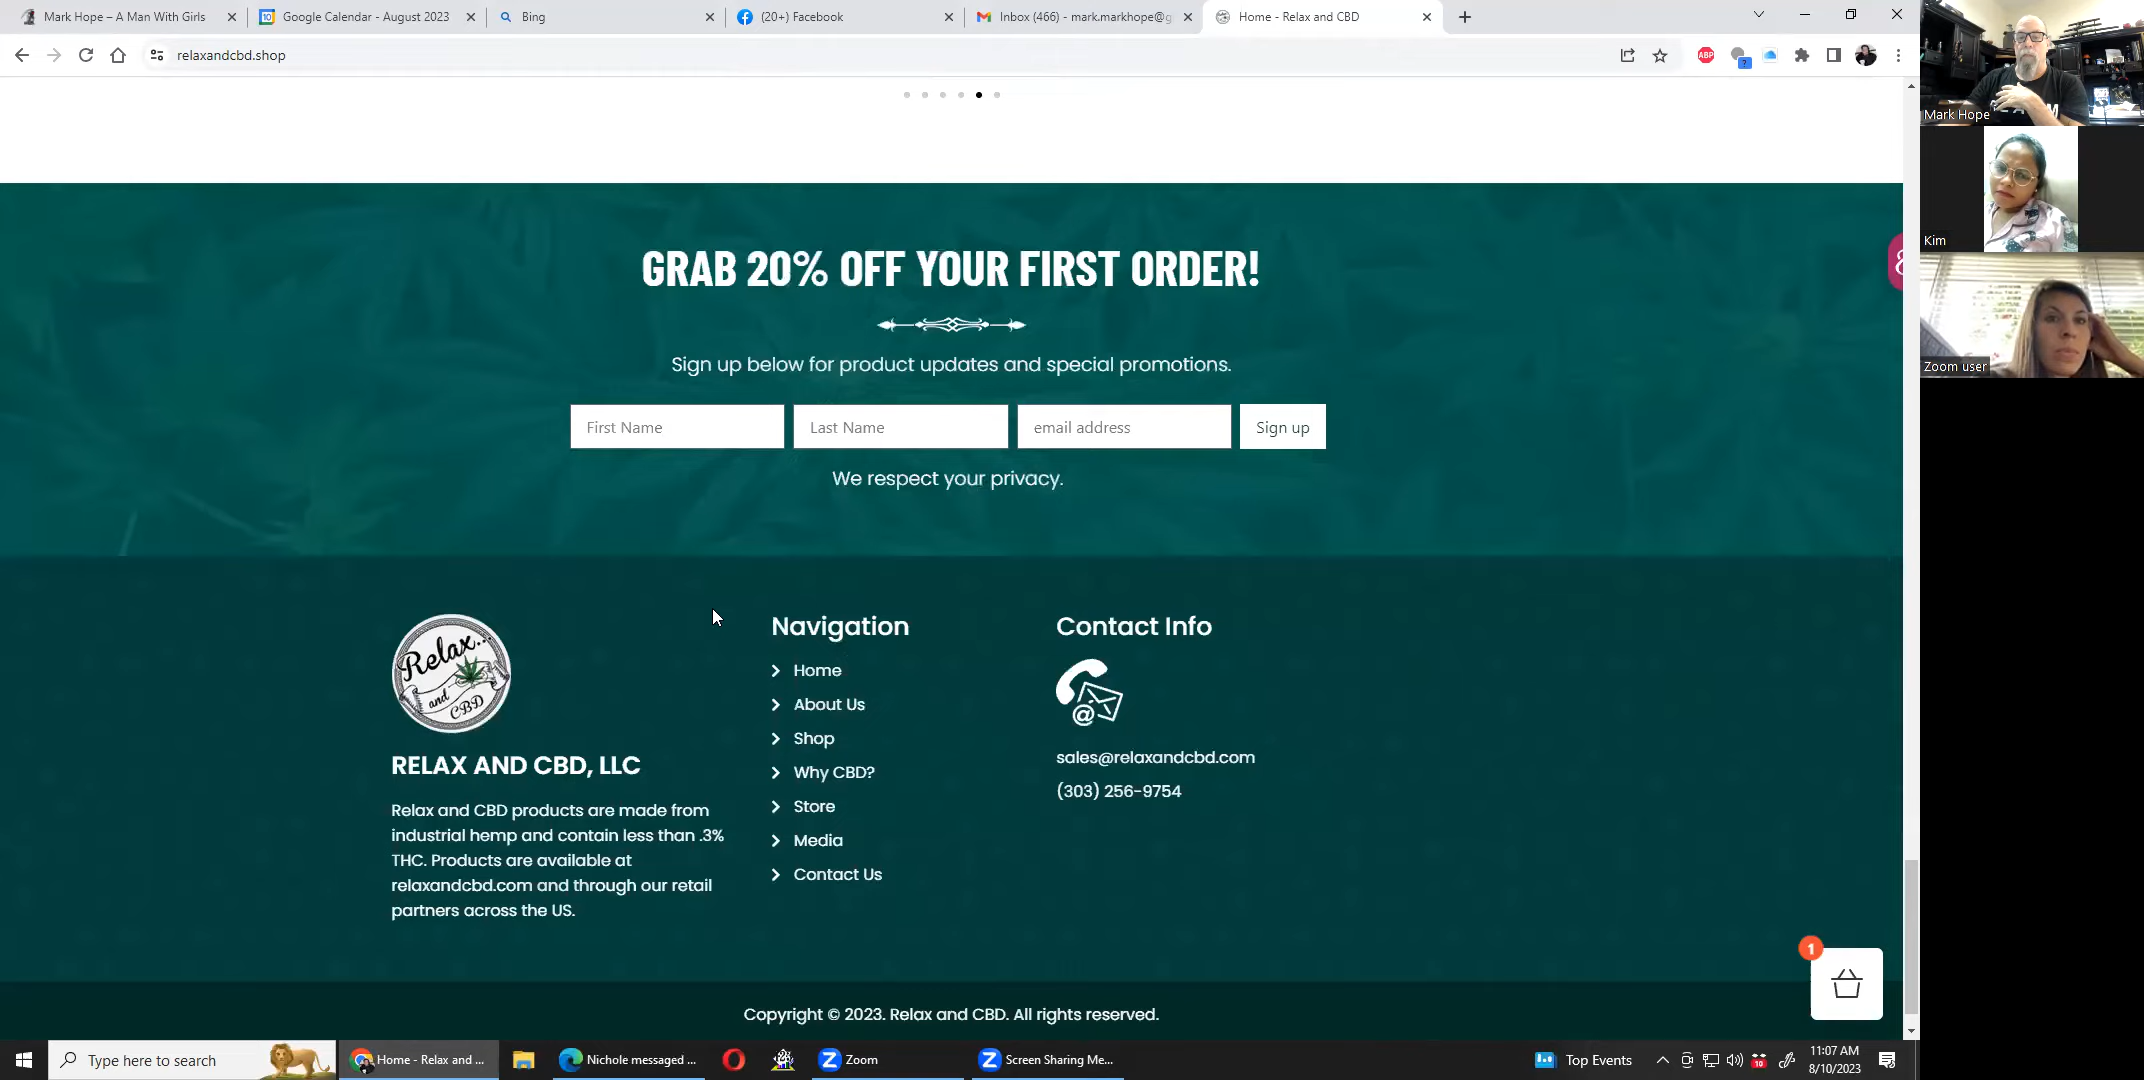 Mark Hope – A Man With Girls
Google Calendar - August 2023
Bing
(20+) Facebook
Inbox (466) - mark.markhope@g
Home - Relax and CBD
relaxandcbd.shop
ABP
?
GRAB 20% OFF YOUR FIRST ORDER!
Sign up below for product updates and special promotions.
First Name
Last Name
email address
Sign up
We respect your privacy.
Relax...
and
CBD
RELAX AND CBD, LLC
Relax and CBD products are made from
industrial hemp and contain less than .3%
THC. Products are available at
relaxandcbd.com and through our retail
partners across the US.
Navigation
Home
About Us
Shop
Why CBD?
Store
Media
Contact Us
Contact Info
@
sales@relaxandcbd.com
(303) 256-9754
1
Copyright © 2023. Relax and CBD. All rights reserved.
Mark Hope
Kim
Zoom user
Type here to search
Home - Relax and ...
Nichole messaged ...
Zoom
Screen Sharing Me...
Top Events
10
11:07 AM
8/10/2023